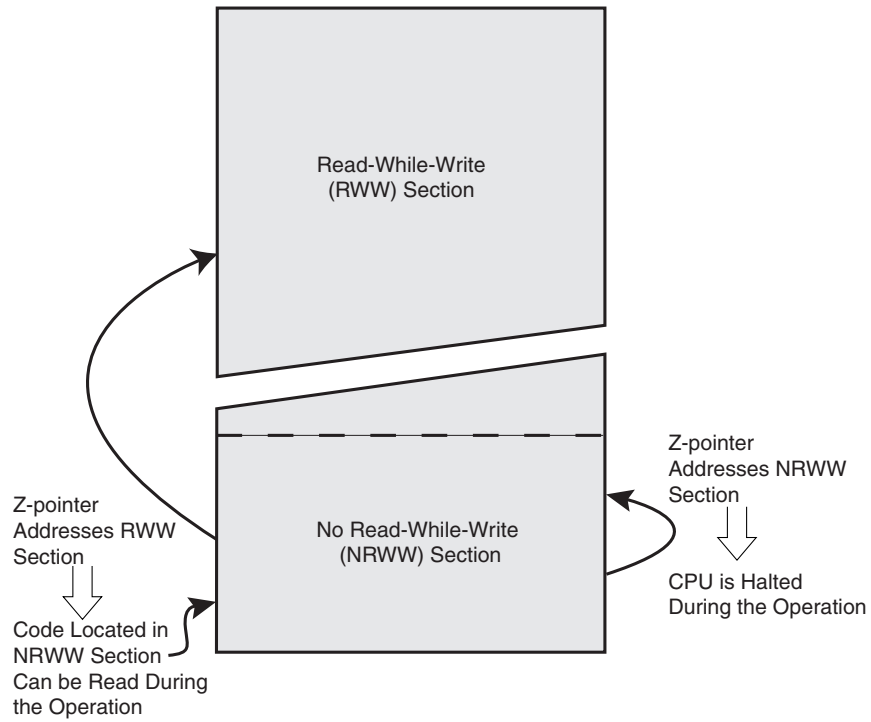 Read-While-Write
(RWW) Section
Z-pointer
Addresses RWW
Section
Code Located in
NRWW Section
Can be Read During
the Operation
No Read-While-Write
(NRWW) Section
Z-pointer
Addresses NRWW
Section
CPU is Halted
During the Operation